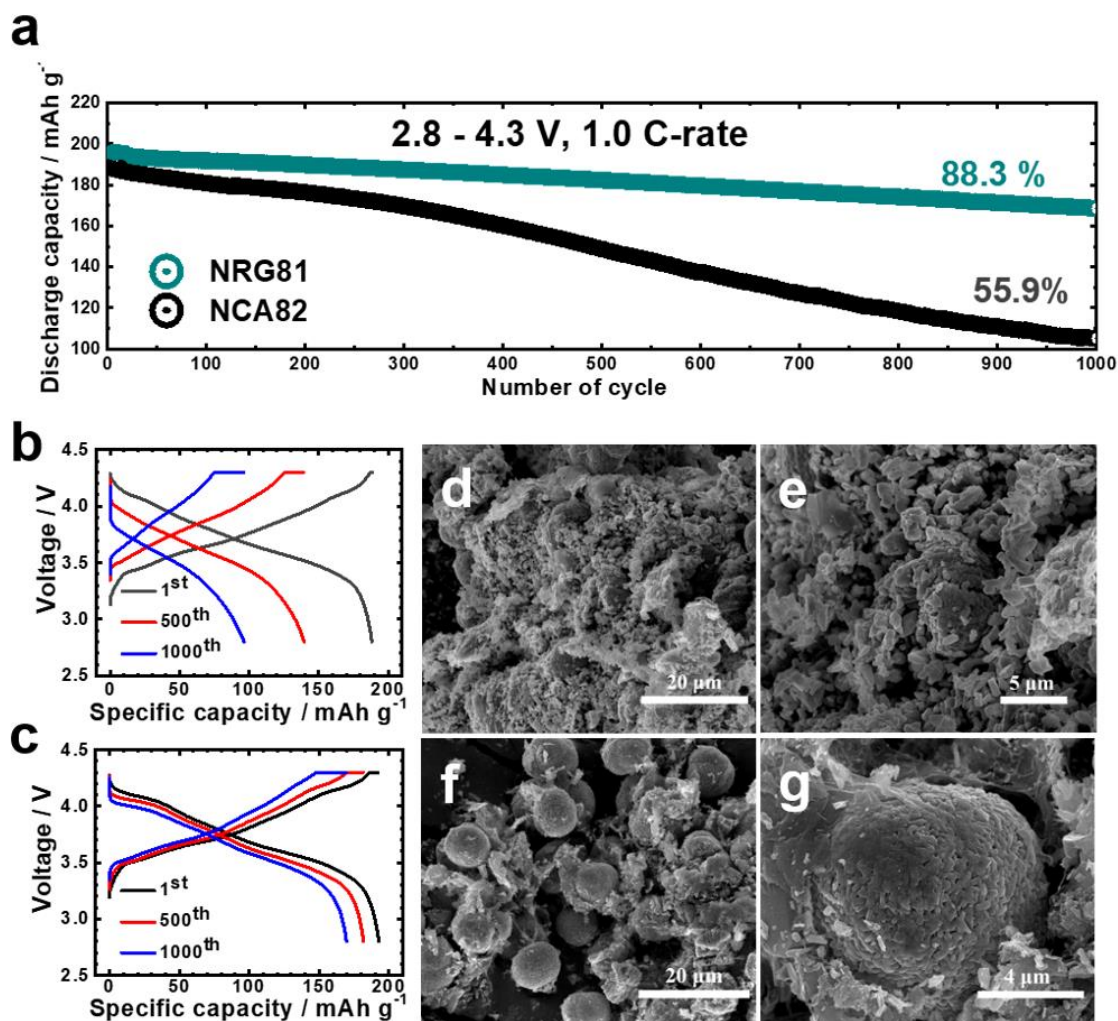 a
Discharge capacity / mAh g⁻¹
220
200
180
160
140
120
100
2.8 - 4.3 V, 1.0 C-rate
88.3 %
55.9%
NRG81
NCA82
0 100 200 300 400 500 600 700 800 900 1000
Number of cycle
b
Voltage / V
4.5
4.0
3.5
3.0
2.5
1st
500th
1000th
0 50 100 150 200
Specific capacity / mAh g⁻¹
c
Voltage / V
4.5
4.0
3.5
3.0
2.5
1st
500th
1000th
0 50 100 150 200
Specific capacity / mAh g⁻¹
d
20 μm
e
5 μm
f
20 μm
g
4 μm